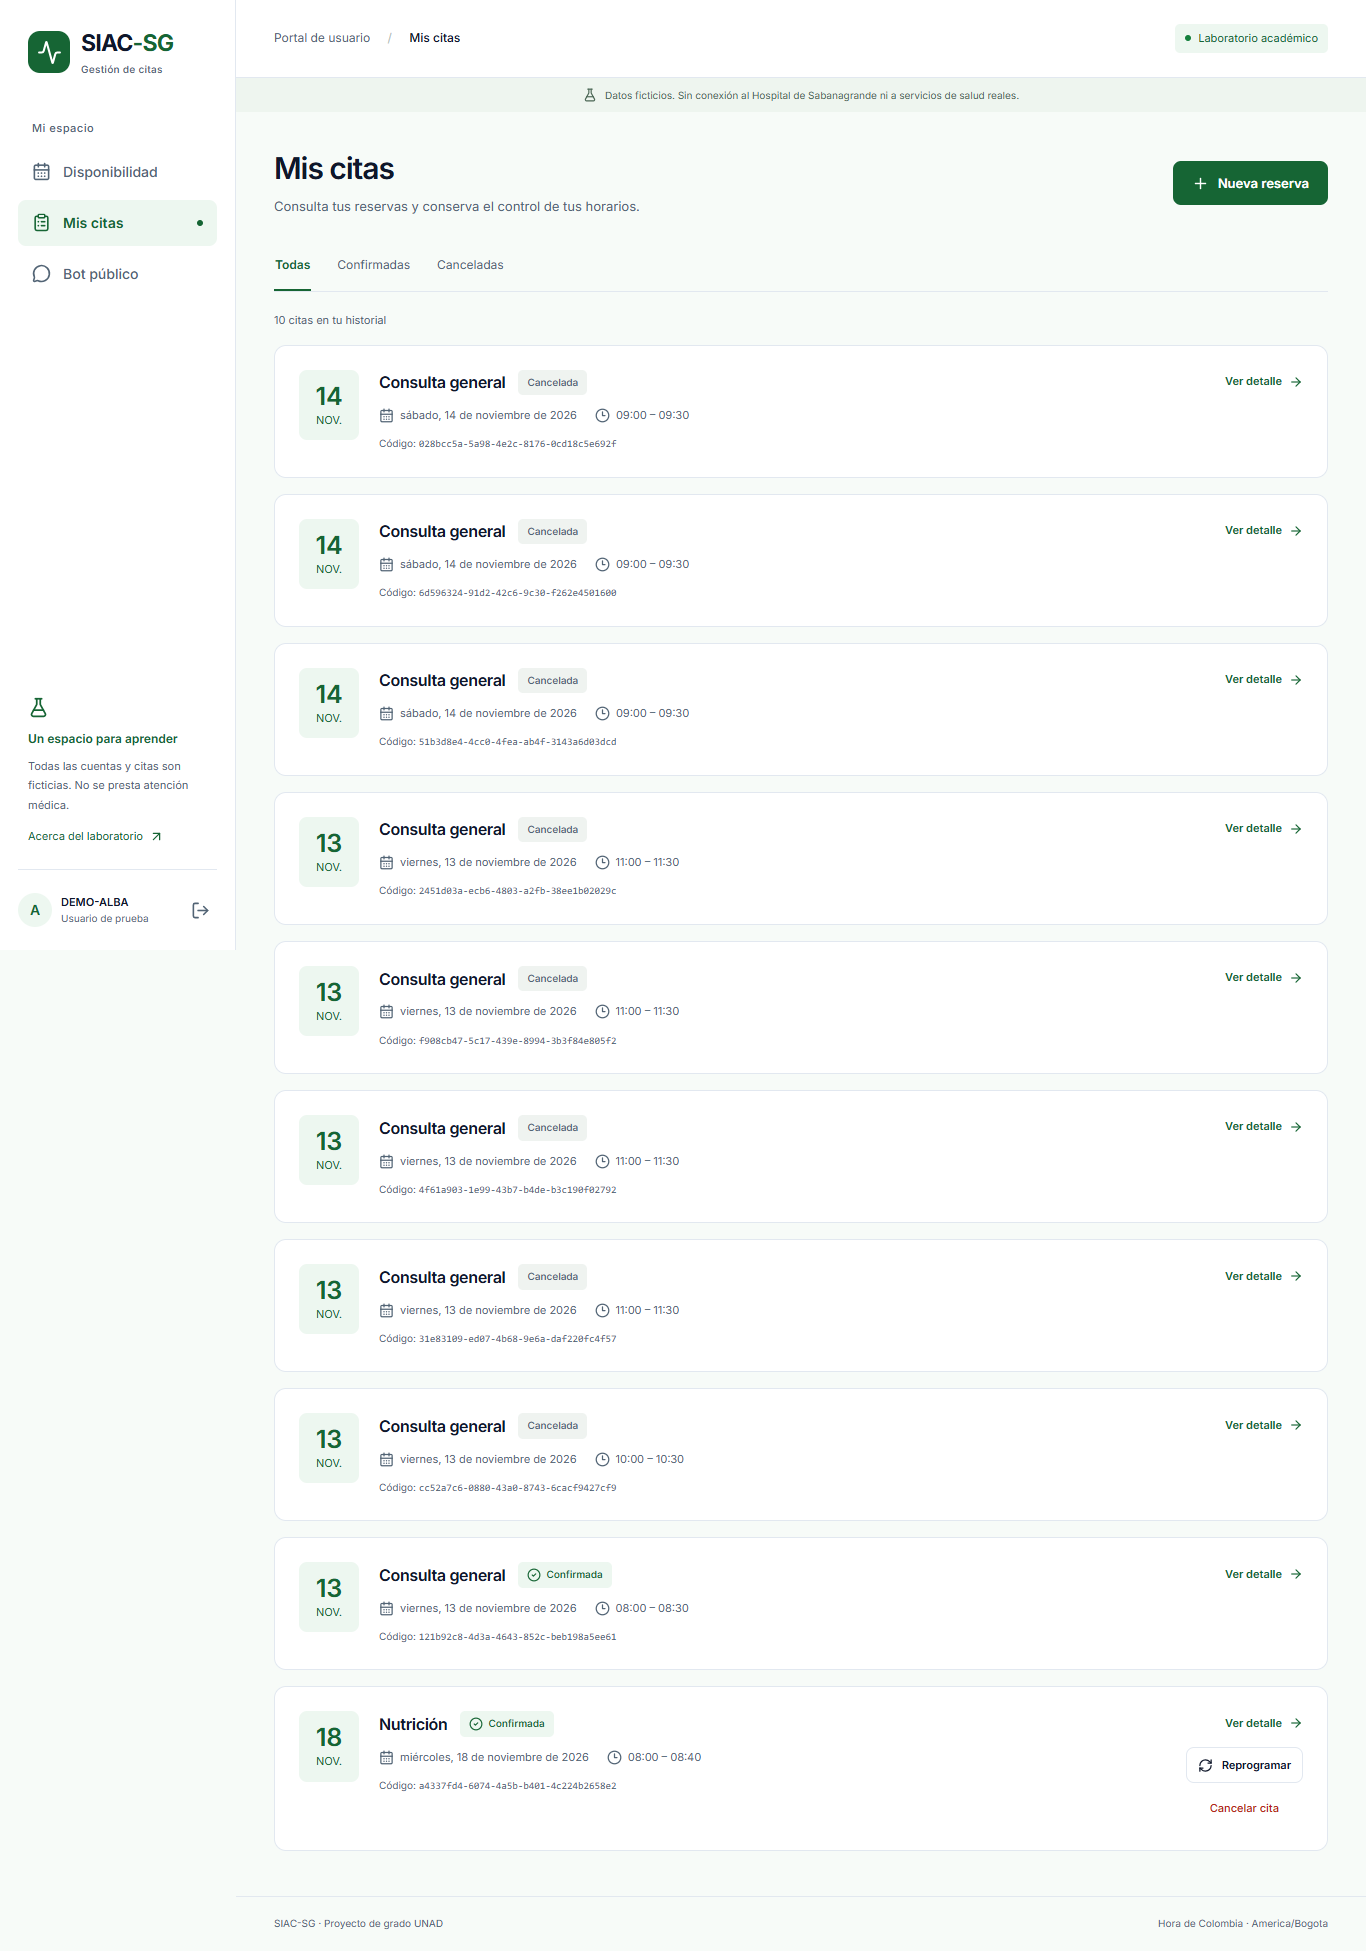 SIAC-SG
Gestión de citas
Mi espacio
Disponibilidad
Mis citas
Bot público
Un espacio para aprender
Todas las cuentas y citas son
ficticias. No se presta atención
médica.
Acerca del laboratorio
A
DEMO-ALBA
Usuario de prueba
Portal de usuario / Mis citas
Laboratorio académico
Datos ficticios. Sin conexión al Hospital de Sabanagrande ni a servicios de salud reales.
Mis citas
Consulta tus reservas y conserva el control de tus horarios.
Nueva reserva
Todas Confirmadas Canceladas
10 citas en tu historial
14 NOV.
Consulta general Cancelada
sábado, 14 de noviembre de 2026 09:00 – 09:30
Código: 028bcc5a-5a98-4e2c-8176-0cd18c5e692f
Ver detalle
14 NOV.
Consulta general Cancelada
sábado, 14 de noviembre de 2026 09:00 – 09:30
Código: 6d596324-91d2-42c6-9c30-f262e4501600
Ver detalle
14 NOV.
Consulta general Cancelada
sábado, 14 de noviembre de 2026 09:00 – 09:30
Código: 51b3d8e4-4cc0-4fea-ab4f-3143a6d03dcd
Ver detalle
13 NOV.
Consulta general Cancelada
viernes, 13 de noviembre de 2026 11:00 – 11:30
Código: 2451d03a-ecb6-4803-a2fb-38ee1b02029c
Ver detalle
13 NOV.
Consulta general Cancelada
viernes, 13 de noviembre de 2026 11:00 – 11:30
Código: f908cb47-5c17-439e-8994-3b3f84e805f2
Ver detalle
13 NOV.
Consulta general Cancelada
viernes, 13 de noviembre de 2026 11:00 – 11:30
Código: 4f61a903-1e99-43b7-b4de-b3c190f02792
Ver detalle
13 NOV.
Consulta general Cancelada
viernes, 13 de noviembre de 2026 11:00 – 11:30
Código: 31e83109-ed07-4b68-9e6a-daf220fc4f57
Ver detalle
13 NOV.
Consulta general Cancelada
viernes, 13 de noviembre de 2026 10:00 – 10:30
Código: cc52a7c6-0880-43a0-8743-6cacf9427cf9
Ver detalle
13 NOV.
Consulta general Confirmada
viernes, 13 de noviembre de 2026 08:00 – 08:30
Código: 121b92c8-4d3a-4643-852c-beb198a5ee61
Ver detalle
18 NOV.
Nutrición Confirmada
miércoles, 18 de noviembre de 2026 08:00 – 08:40
Código: a4337fd4-6074-4a5b-b401-4c224b2658e2
Ver detalle
Reprogramar
Cancelar cita
SIAC-SG · Proyecto de grado UNAD
Hora de Colombia · America/Bogota